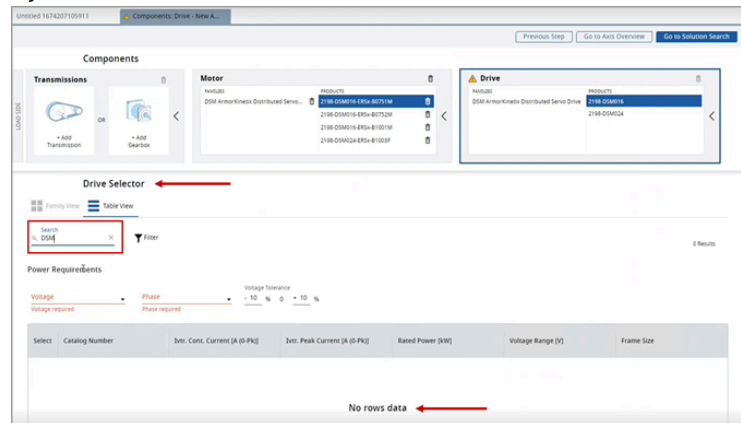 Untitled 1674207105911
Components: Drive - New A...
Previous Step
Go to Axis Overview
Go to Solution Search
Components
LOAD SIDE
Transmissions
+ Add
Transmission
OR
+ Add
Gearbox
Motor
FAMILIES
PRODUCTS
DSM ArmorKinetix Distributed Servo...
2198-DSM016-ERSx-B0751M
2198-DSM016-ERSx-B0752M
2198-DSM016-ERSx-B1001M
2198-DSM024-ERSx-B1003F
Drive
FAMILIES
PRODUCTS
DSM ArmorKinetix Distributed Servo Drive
2198-DSM016
2198-DSM024
Drive Selector
Family View
Table View
Search
DSM
Filter
0 Results
Power Requirements
Voltage
Voltage required
Phase
Phase required
Voltage Tolerance
- 10 % 0 + 10 %
Select Catalog Number Ivtr. Cont. Current [A (0-Pk)] Ivtr. Peak Current [A (0-Pk)] Rated Power [kW] Voltage Range [V] Frame Size
No rows data